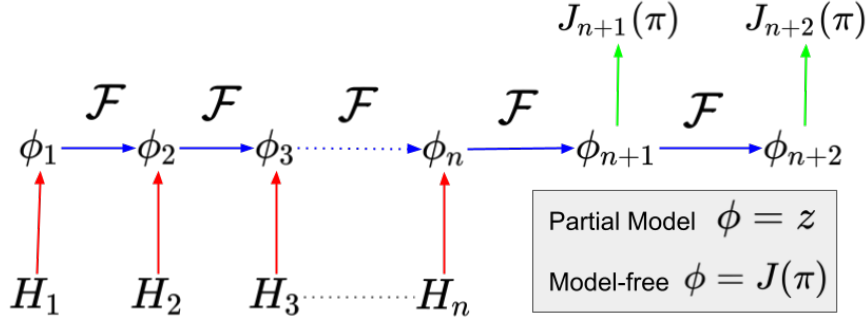 J_{n+1}(π) J_{n+2}(π)
ℱ ℱ ℱ ℱ ℱ
ϕ_1 ϕ_2 ϕ_3 ϕ_n ϕ_{n+1} ϕ_{n+2}
Partial Model ϕ = z
Model-free ϕ = J(π)
H_1 H_2 H_3 H_n